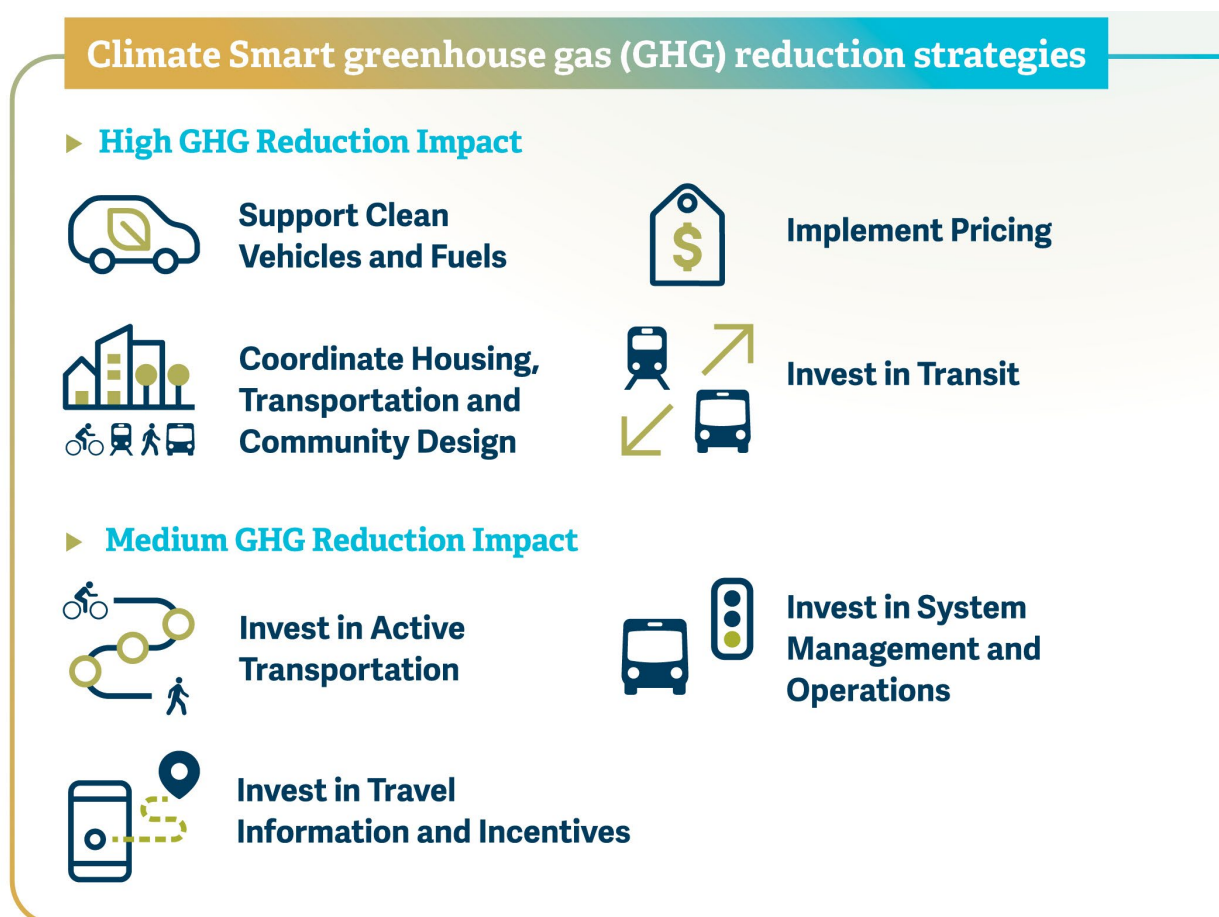 Climate Smart greenhouse gas (GHG) reduction strategies
High GHG Reduction Impact
Support Clean
Vehicles and Fuels
Implement Pricing
$
Coordinate Housing,
Transportation and
Community Design
Invest in Transit
Medium GHG Reduction Impact
Invest in Active
Transportation
Invest in System
Management and
Operations
Invest in Travel
Information and Incentives